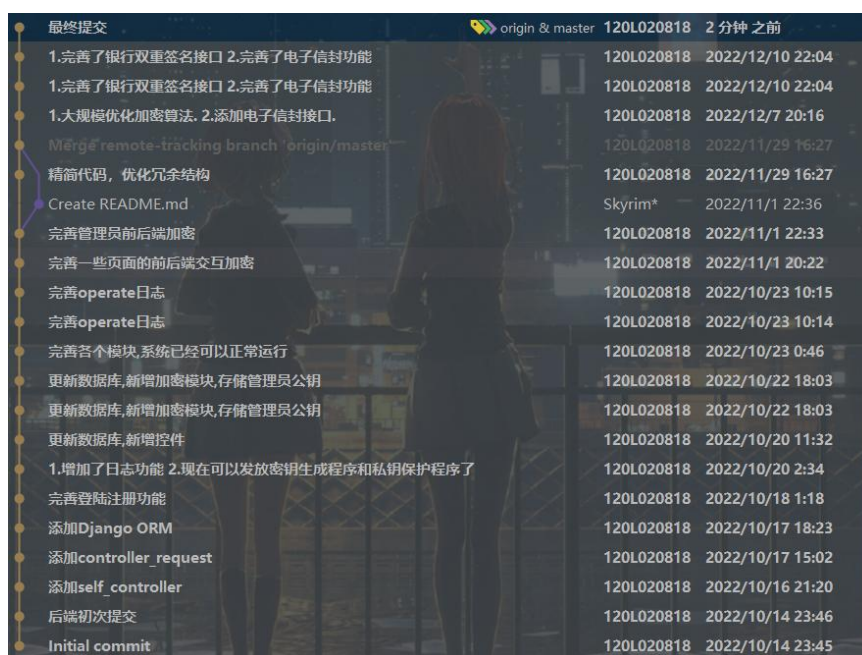 最终提交 origin & master 120L020818 2 分钟 之前
1.完善了银行双重签名接口 2.完善了电子信封功能 120L020818 2022/12/10 22:04
1.完善了银行双重签名接口 2.完善了电子信封功能 120L020818 2022/12/10 22:04
1.大规模优化加密算法. 2.添加电子信封接口. 120L020818 2022/12/7 20:16
Merge remote-tracking branch 'origin/master' 120L020818 2022/11/29 16:27
精简代码，优化冗余结构 120L020818 2022/11/29 16:27
Create README.md Skyrim* 2022/11/1 22:36
完善管理员前后端加密 120L020818 2022/11/1 22:33
完善一些页面的前后端交互加密 120L020818 2022/11/1 20:22
完善operate日志 120L020818 2022/10/23 10:15
完善operate日志 120L020818 2022/10/23 10:14
完善各个模块,系统已经可以正常运行 120L020818 2022/10/23 0:46
更新数据库,新增加密模块,存储管理员公钥 120L020818 2022/10/22 18:03
更新数据库,新增加密模块,存储管理员公钥 120L020818 2022/10/22 18:03
更新数据库,新增控件 120L020818 2022/10/20 11:32
1.增加了日志功能 2.现在可以发放密钥生成程序和私钥保护程序了 120L020818 2022/10/20 2:34
完善登陆注册功能 120L020818 2022/10/18 1:18
添加Django ORM 120L020818 2022/10/17 18:23
添加controller_request 120L020818 2022/10/17 15:02
添加self_controller 120L020818 2022/10/16 21:20
后端初次提交 120L020818 2022/10/14 23:46
Initial commit 120L020818 2022/10/14 23:45